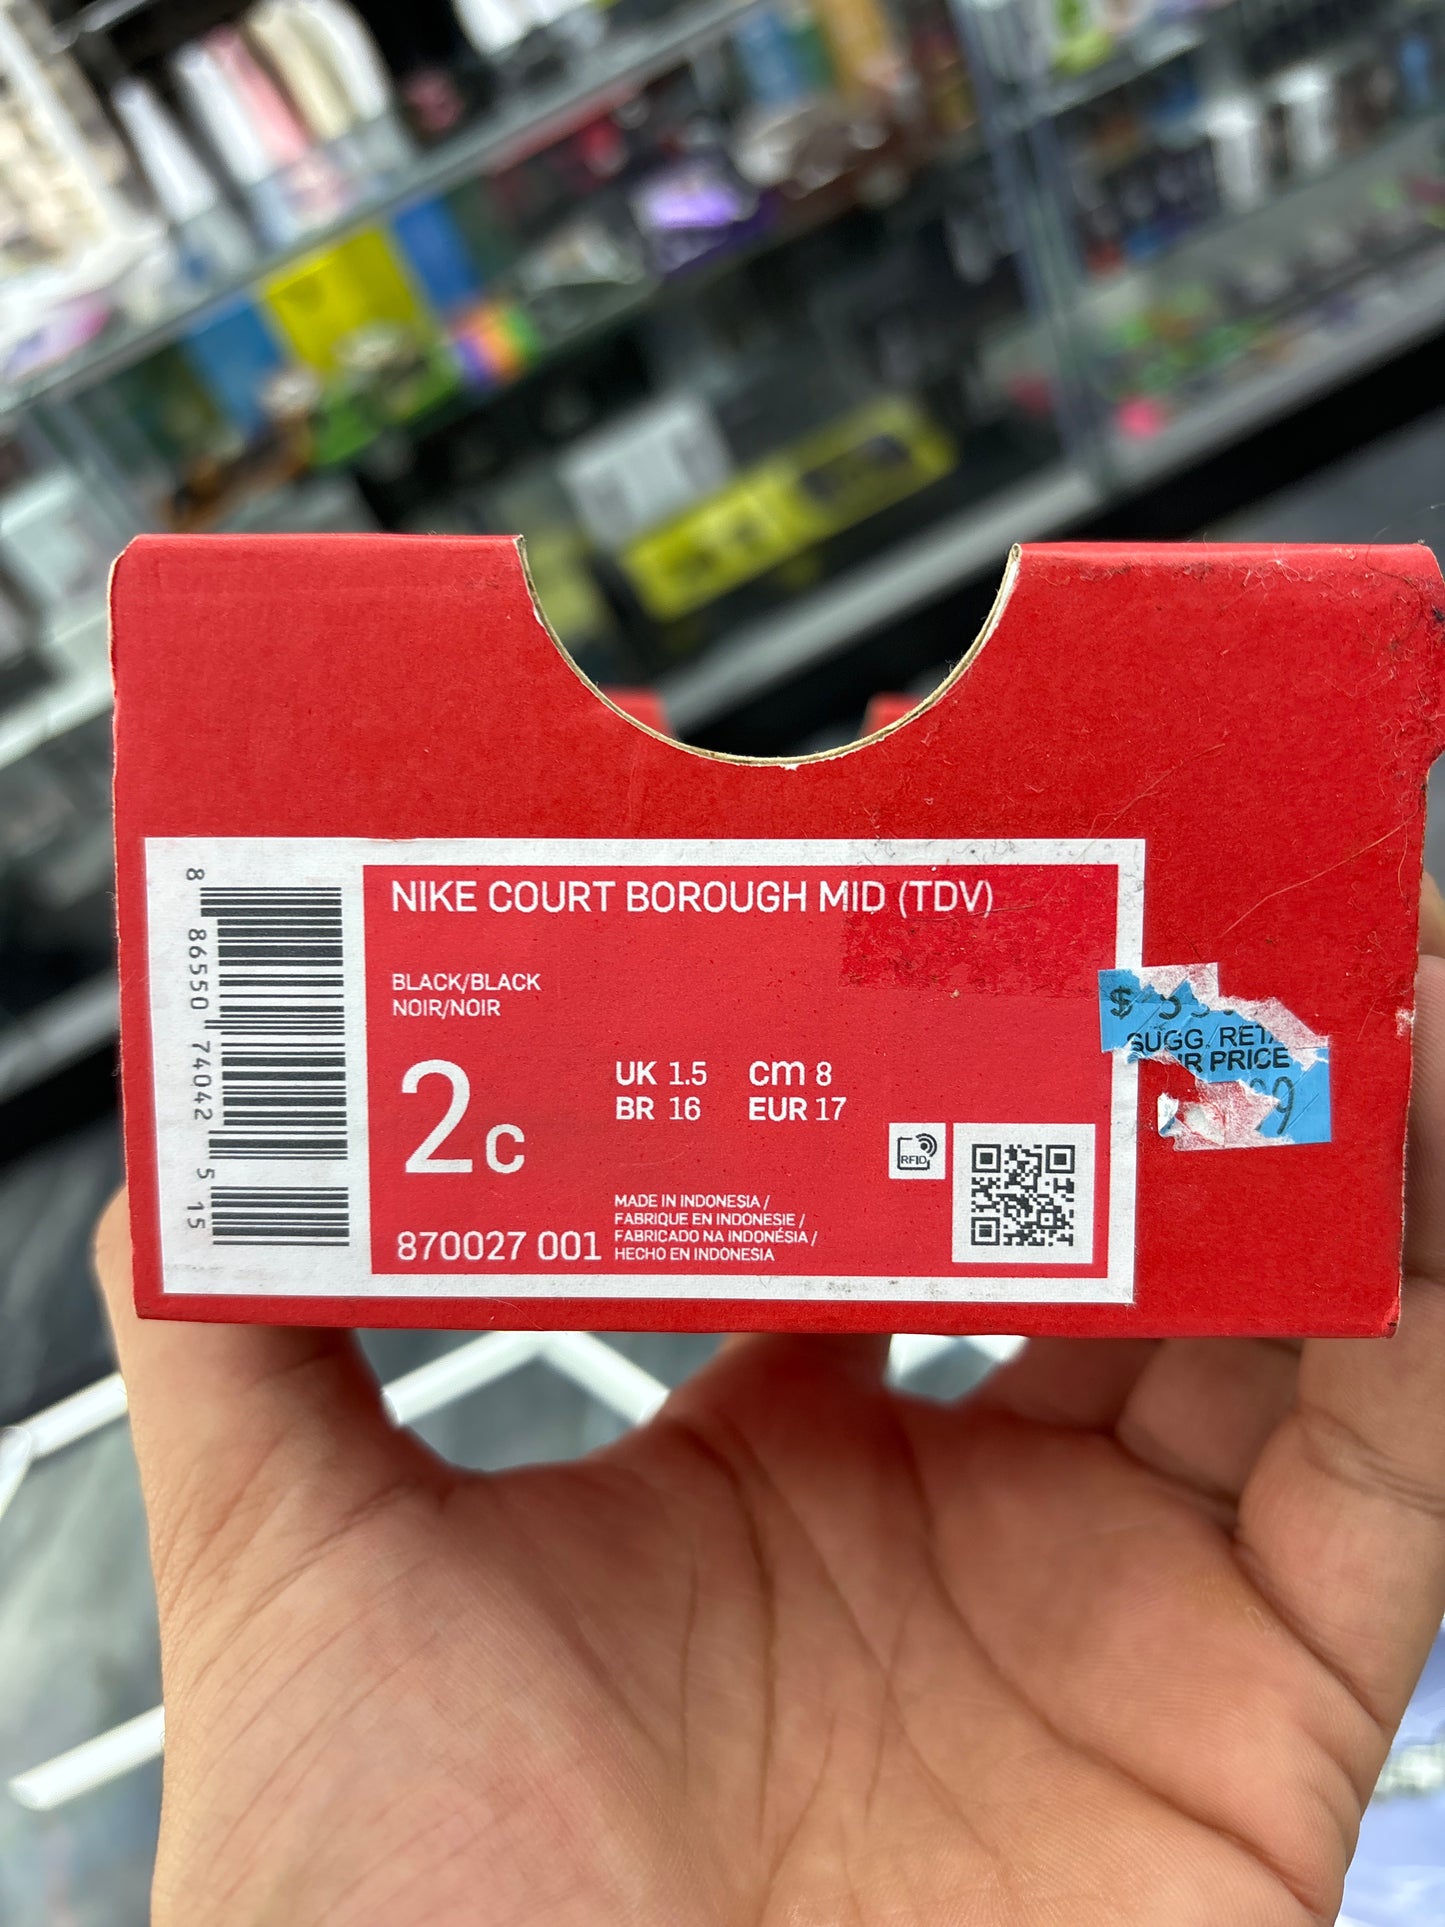 NIKE COURT BOROUGH MID (TDV)
BLACK/BLACK
NOIR/NOIR
2c
UK 1.5 cm 8
BR 16 EUR 17
870027 001
MADE IN INDONESIA /
FABRIQUE EN INDONESIE /
FABRICADO NA INDONÉSIA /
HECHO EN INDONESIA
RFID
8 86550 74042 5 15
$
SUGG.
PRICE